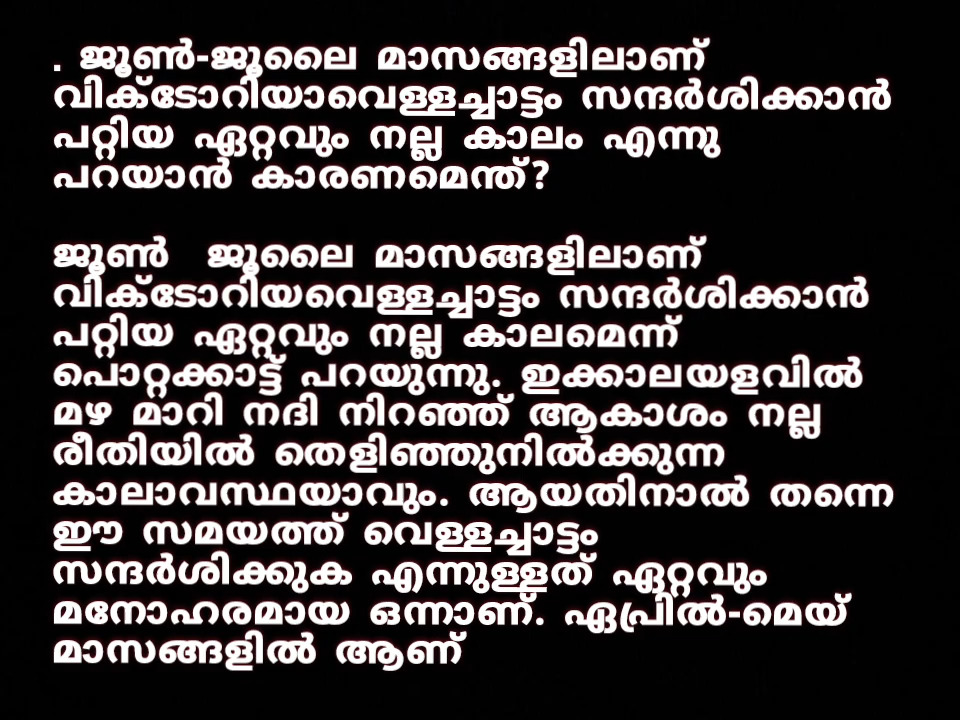 . ജൂൺ-ജൂലൈ മാസങ്ങളിലാണ്
വിക്ടോറിയാവെള്ളച്ചാട്ടം സന്ദർശിക്കാൻ
പറ്റിയ ഏറ്റവും നല്ല കാലം എന്നു
പറയാൻ കാരണമെന്ത്?
ജൂൺ ജൂലൈ മാസങ്ങളിലാണ്
വിക്ടോറിയവെള്ളച്ചാട്ടം സന്ദർശിക്കാൻ
പറ്റിയ ഏറ്റവും നല്ല കാലമെന്ന്
പൊറ്റക്കാട്ട് പറയുന്നു. ഇക്കാലയളവിൽ
മഴ മാറി നദി നിറഞ്ഞ് ആകാശം നല്ല
രീതിയിൽ തെളിഞ്ഞുനിൽക്കുന്ന
കാലാവസ്ഥയാവും. ആയതിനാൽ തന്നെ
ഈ സമയത്ത് വെള്ളച്ചാട്ടം
സന്ദർശിക്കുക എന്നുള്ളത് ഏറ്റവും
മനോഹരമായ ഒന്നാണ്. ഏപ്രിൽ-മെയ്
മാസങ്ങളിൽ ആണ്